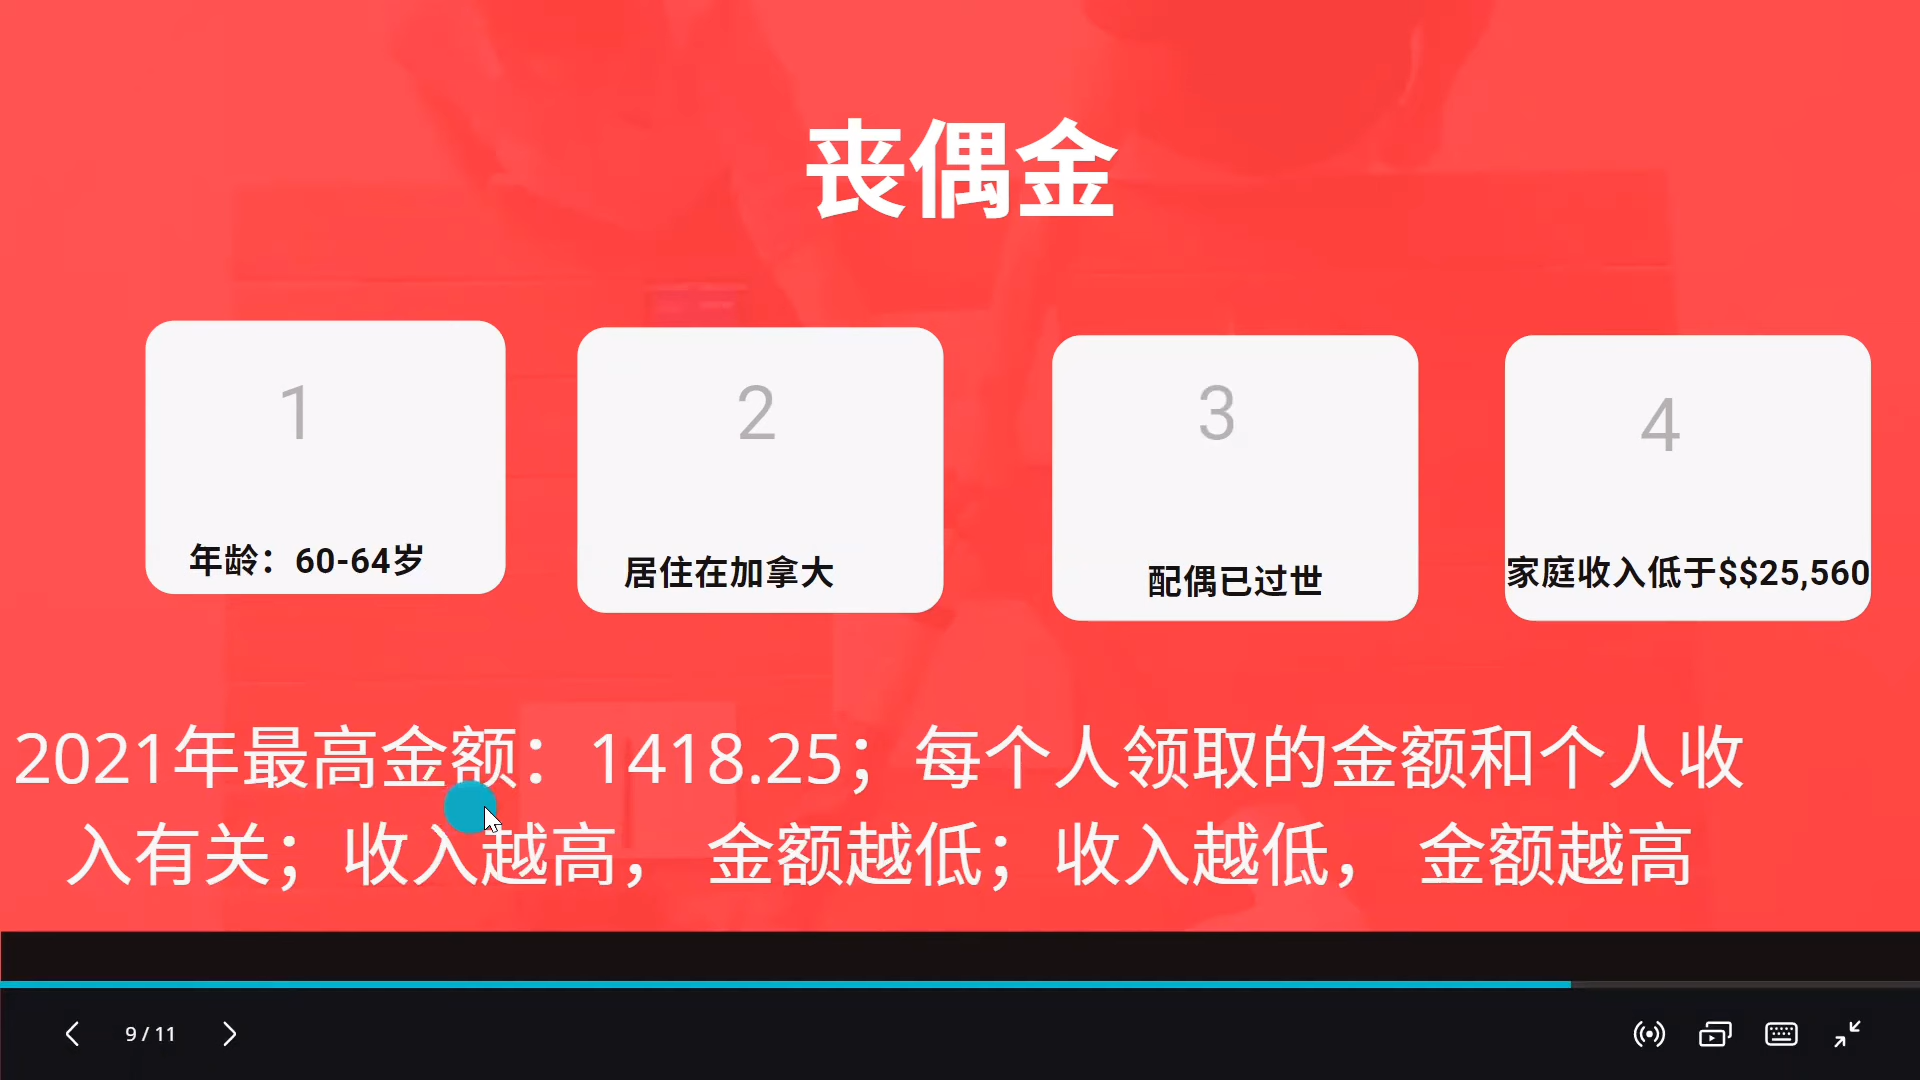 丧偶金
1
年龄：60-64岁
2
居住在加拿大
3
配偶已过世
4
家庭收入低于$$25,560
2021年最高金额：1418.25；每个人领取的金额和个人收
入有关；收入越高， 金额越低；收入越低， 金额越高
9 / 11